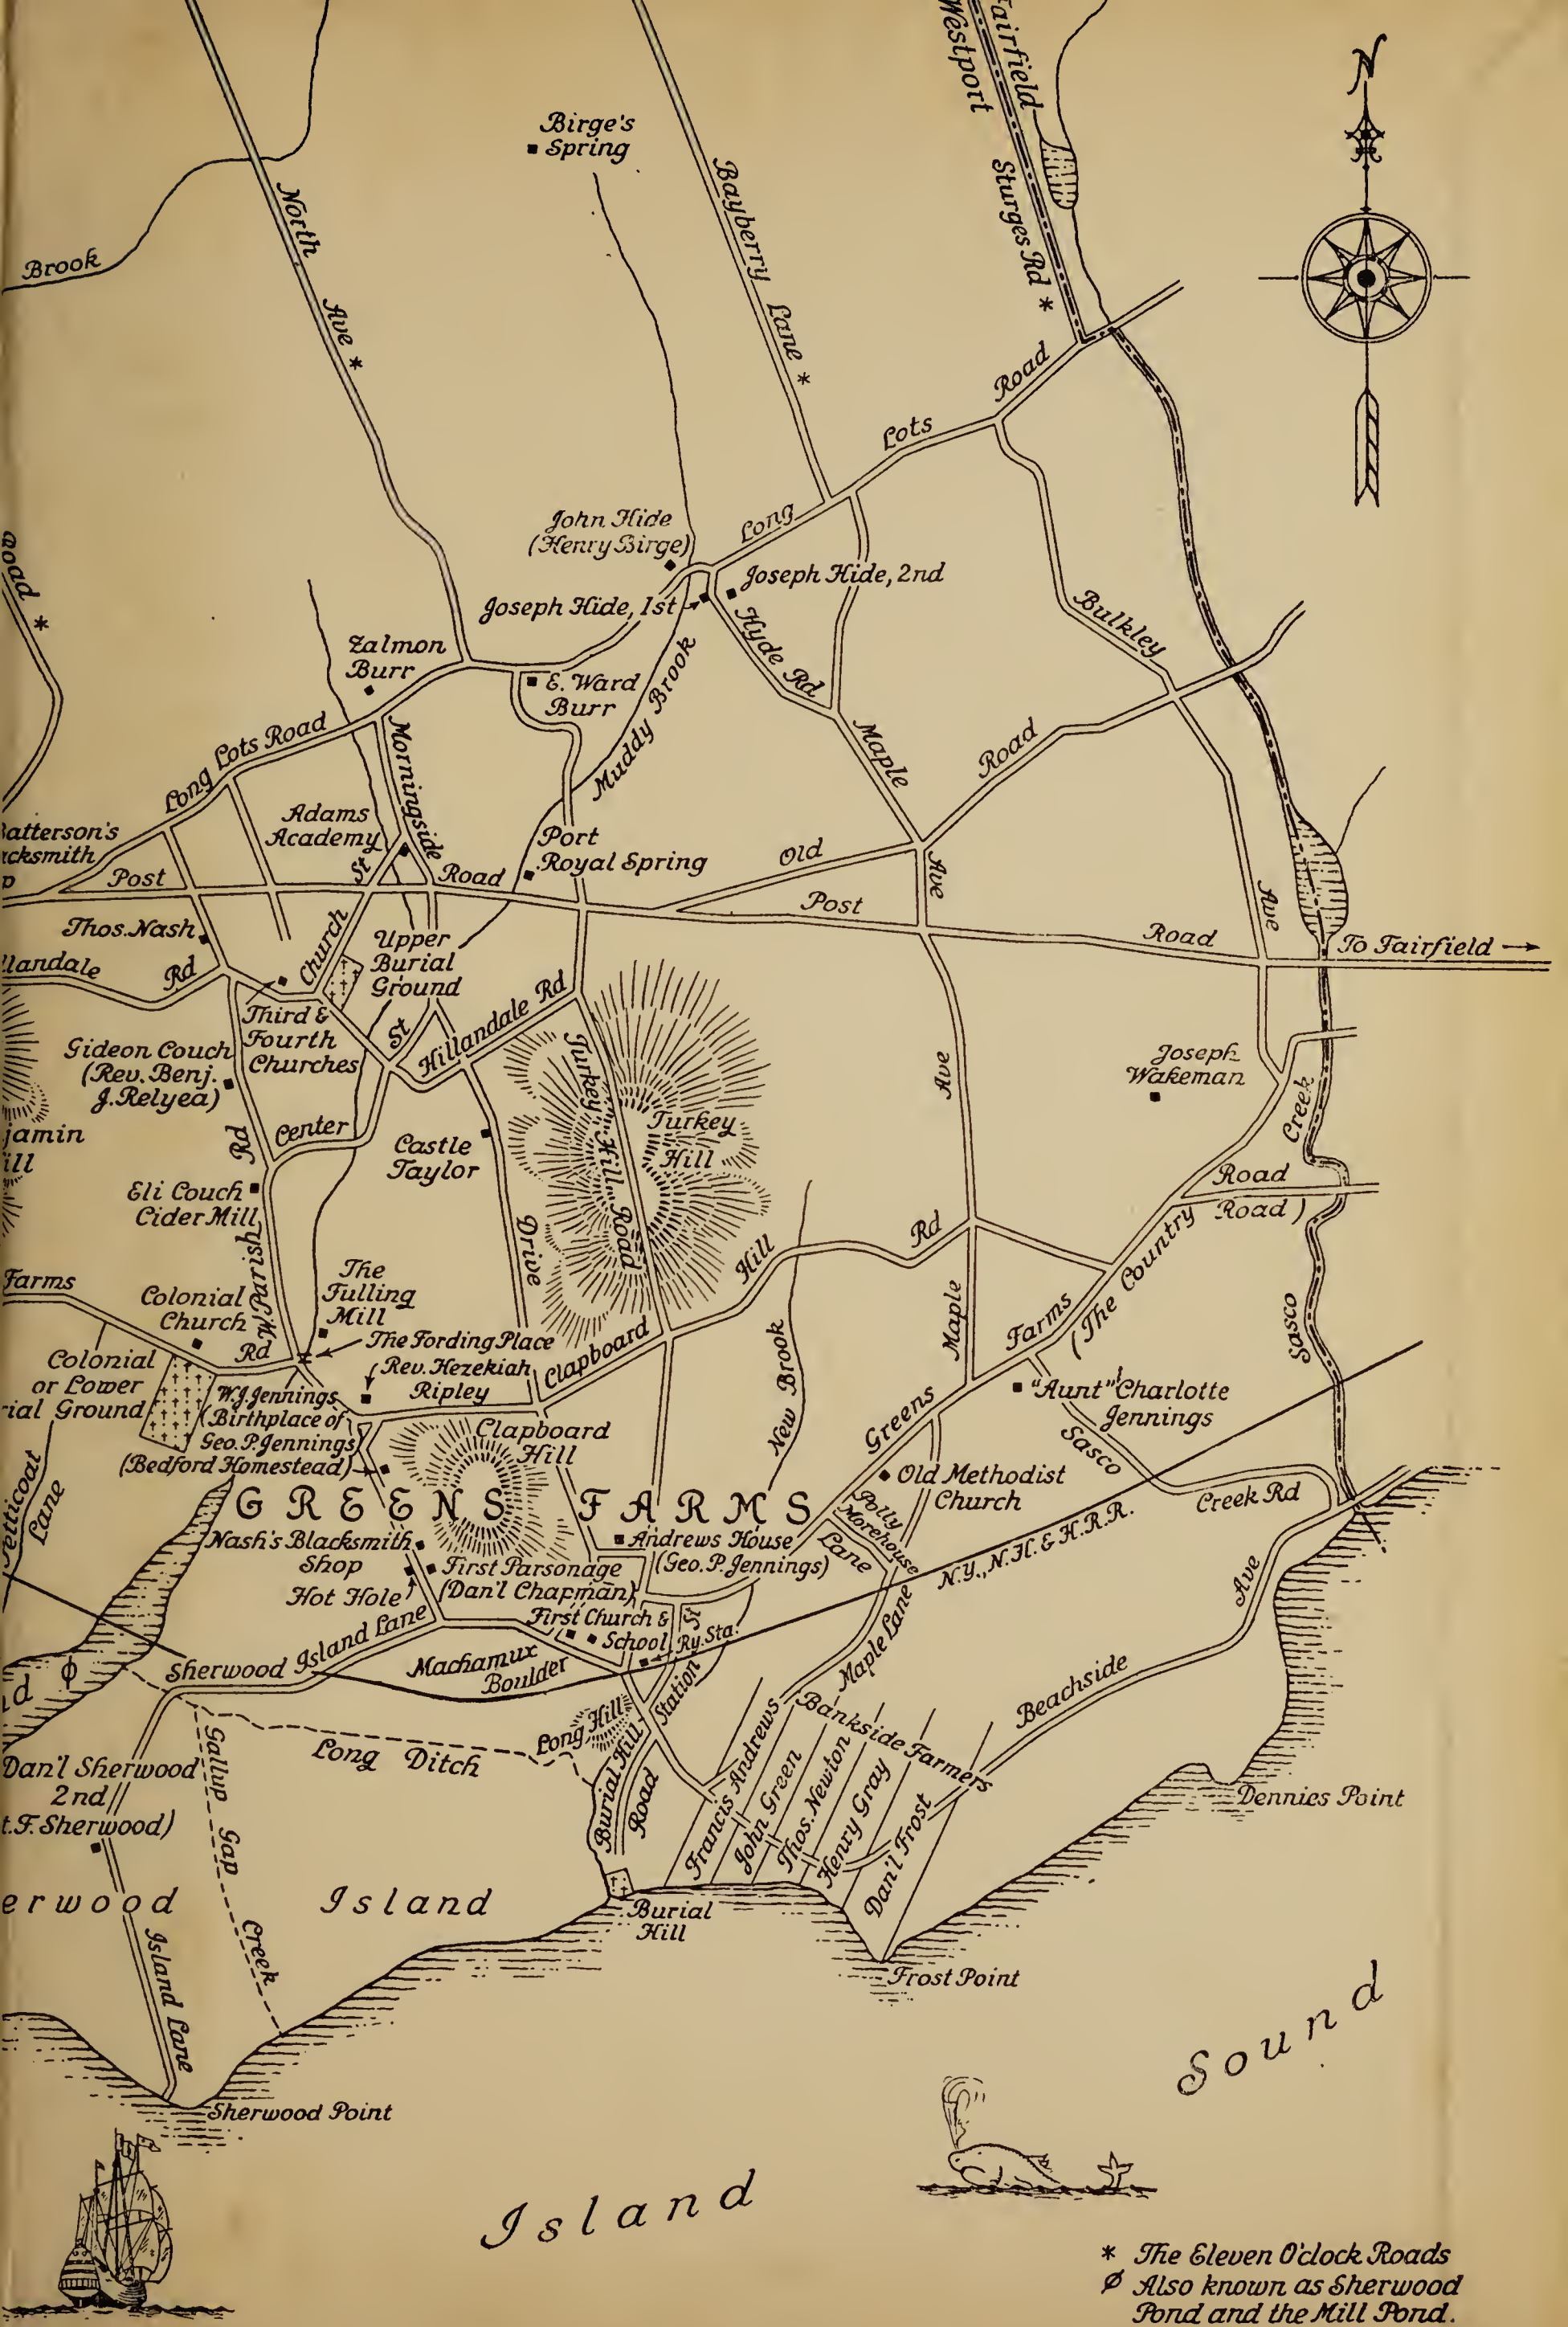 Fairfield
Westport
N
Birge's
Spring
Bayberry Lane *
Sturges Rd *
North Ave *
Brook
Long Lots Road
John Hide
(Henry Birge)
Joseph Hide, 2nd
Joseph Hide, 1st
Hyde Rd
Bulkley
*
Zalmon
Burr
E. Ward
Burr
Muddy Brook
Maple
Road
Long Lots Road
Morningside
Adams
Academy
St
Port
Royal Spring
Old
Ave
Ave
Post
Road
Post
Road
To Fairfield
Thos. Nash
Church
Upper
Burial
Ground
Rd
Third &
Fourth
Churches
St
Hillandale Rd
Gideon Couch
(Rev. Benj.
J. Relyea)
Turkey Hill Road
Turkey
Hill
Ave
Joseph
Wakeman
Creek
Rd
Center
Castle
Taylor
Eli Couch
Cider Mill
Drive
Road
Road)
W. Parish
Hill
Rd
(The Country
Farms
Colonial
Church
The
Fulling
Mill
The Fording Place
Rd
Maple
Farms
Sasco
Colonial
or Lower
Rev. Hezekiah
Ripley
Clapboard
New Brook
W. J. Jennings
(Birthplace of
Geo. P. Jennings)
(Bedford Homestead)
Clapboard
Hill
Greens
"Aunt" Charlotte
Jennings
Sasco
Creek Rd
Lane
Old Methodist
Church
GREENS FARMS
Polly
Morehouse
Lane
Nash's Blacksmith
Shop
Andrews House
(Geo. P. Jennings)
First Parsonage
(Dan'l Chapman)
Hot Hole
N.Y., N.H. & H.R.R.
Ave
First Church &
School
St
Ry. Sta.
Sherwood Island Lane
Machamux
Boulder
Maple Lane
Station
ø
Beachside
Long Hill
Bankside Farmers
Gallup Gap Creek
Long Ditch
Burial Hill
Road
Francis Andrews
John Green
Thos. Newton
Henry Gray
Dan'l Frost
Dan'l Sherwood
2nd
Dennies Point
Island
Burial
Hill
Island Lane
Frost Point
Sound
Sherwood Point
Island
* The Eleven O'clock Roads
ø Also known as Sherwood
Pond and the Mill Pond.